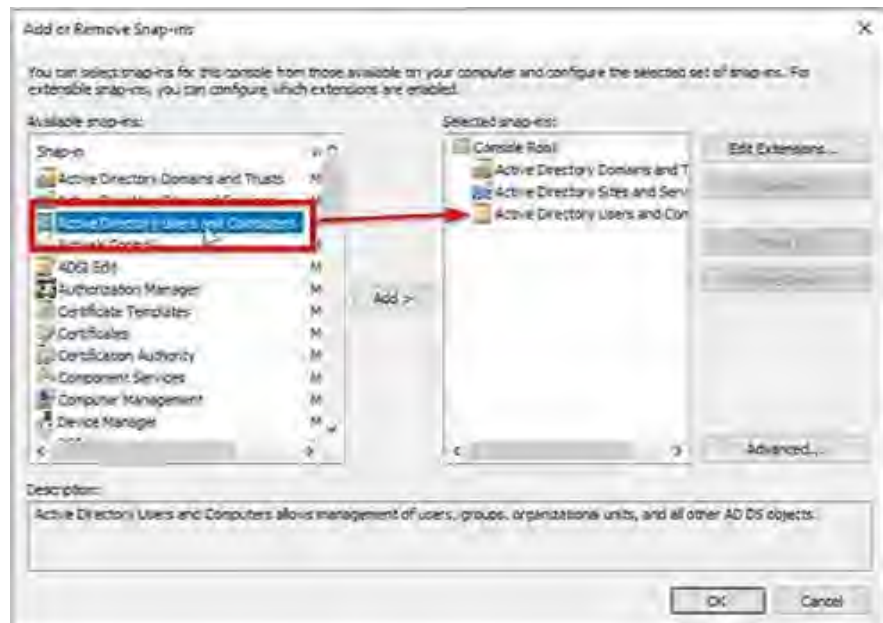 Add or Remove Snap-ins
You can select snap-ins for this console from those available on your computer and configure the selected set of snap-ins. For
extensible snap-ins, you can configure which extensions are enabled.
Available snap-ins:
Snap-in
Active Directory Domains and Trusts M
Active Directory Users and Computers
ActiveX Control
ADSI Edit M
Authorization Manager M
Certificate Templates M
Certificates M
Certification Authority M
Component Services M
Computer Management M
Device Manager M
Add >
Selected snap-ins:
Console Root
Active Directory Domains and T
Active Directory Sites and Serv
Active Directory Users and Com
Edit Extensions...
Advanced...
Description:
Active Directory Users and Computers allows management of users, groups, organizational units, and all other AD DS objects.
OK
Cancel